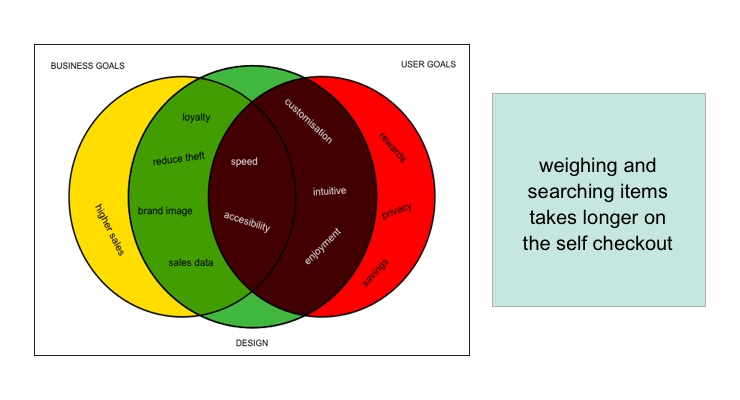 BUSINESS GOALS
USER GOALS
loyalty
customisation
rewards
reduce theft
speed
intuitive
higher sales
brand image
accesibility
privacy
enjoyment
sales data
savings
DESIGN
weighing and
searching items
takes longer on
the self checkout